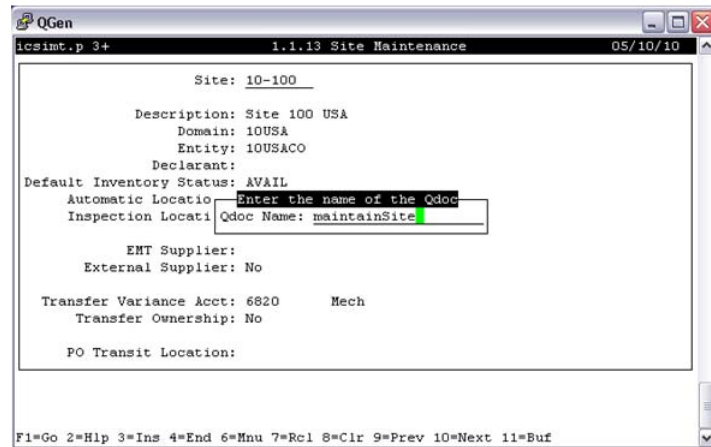 QGen
icsimt.p 3+ 1.1.13 Site Maintenance 05/10/10
Site: 10-100
Description: Site 100 USA
Domain: 10USA
Entity: 10USACO
Declarant:
Default Inventory Status: AVAIL
Automatic Locatio Enter the name of the Qdoc
Inspection Locati Qdoc Name: maintainSite
EMT Supplier:
External Supplier: No
Transfer Variance Acct: 6820 Mech
Transfer Ownership: No
PO Transit Location:
F1=Go 2=Hlp 3=Ins 4=End 6=Mnu 7=Rcl 8=Clr 9=Prev 10=Next 11=Buf